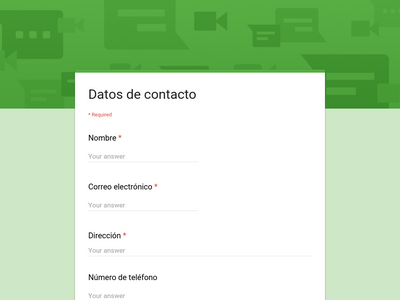 Datos de contacto
* Required
Nombre *
Your answer
Correo electrónico *
Your answer
Dirección *
Your answer
Número de teléfono
Your answer